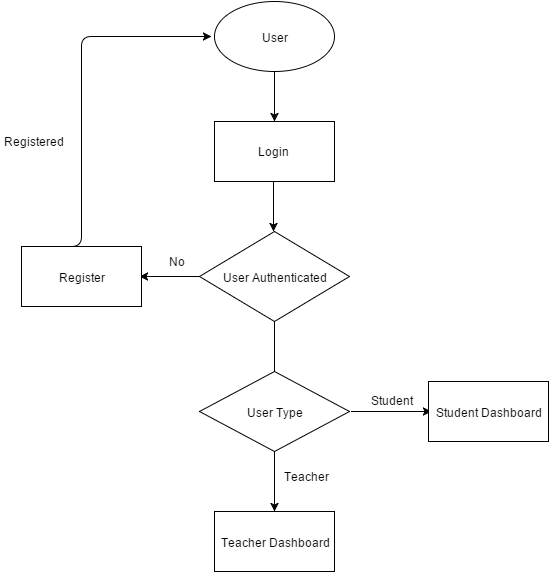 User
Registered
Login
No
Register
User Authenticated
Student
User Type
Student Dashboard
Teacher
Teacher Dashboard